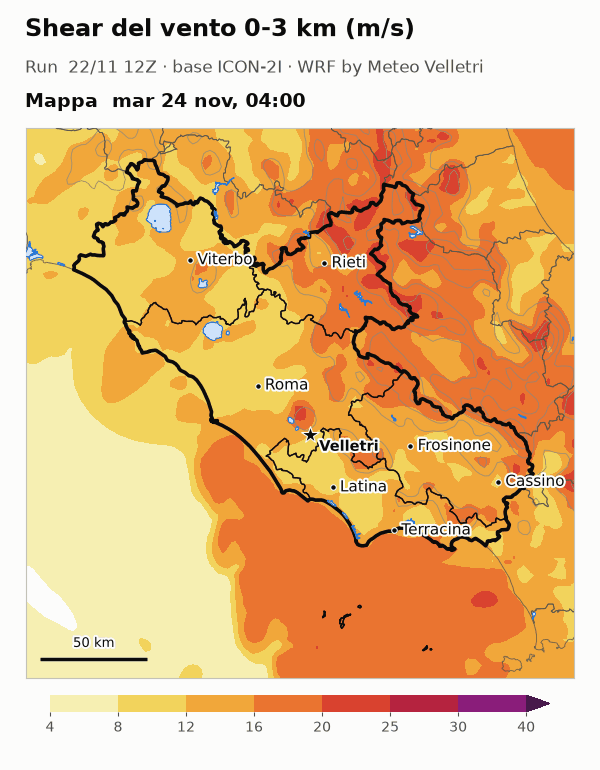 Shear del vento 0-3 km (m/s)
Run  22/11 12Z · base ICON-2I · WRF by Meteo Velletri
Mappa  mar 24 nov, 04:00
Viterbo
Rieti
Roma
Velletri
Frosinone
Cassino
Latina
Terracina
50 km
4 8 12 16 20 25 30 40